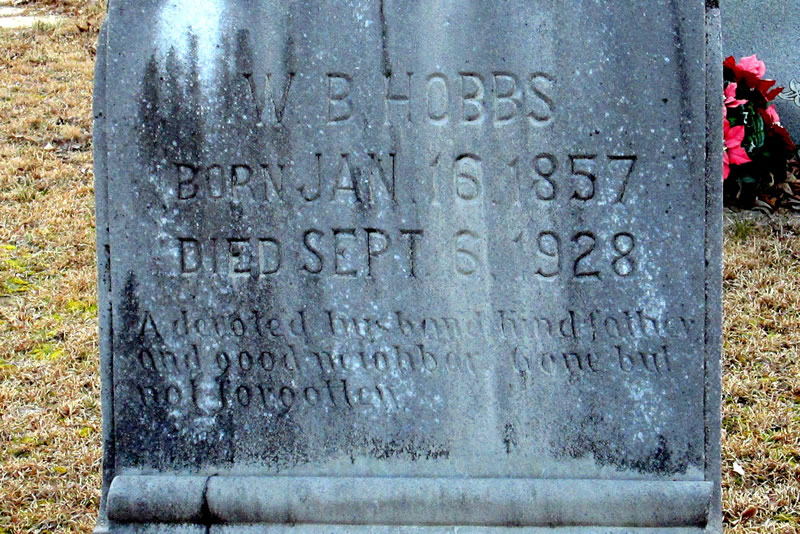 W. B. HOBBS
BORN JAN. 16. 1857
DIED SEPT. 6. 1928
A devoted husband, kind father
and good neighbor. Gone but
not forgotten.